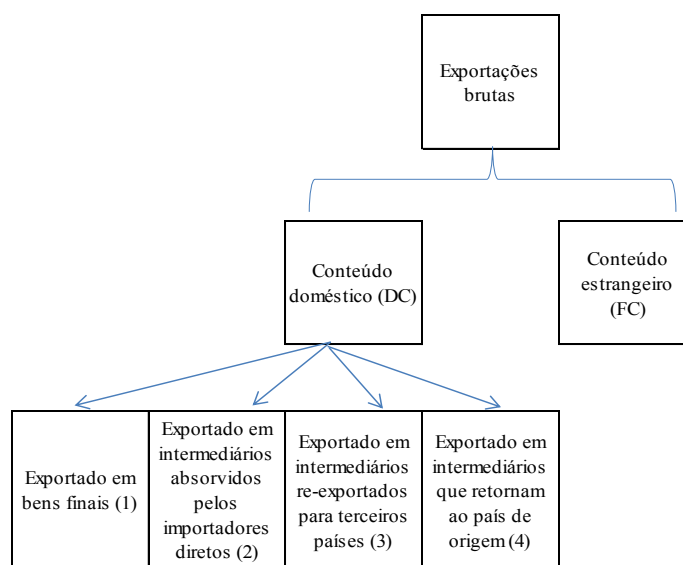 Exportações
brutas
Conteúdo
doméstico (DC)
Conteúdo
estrangeiro
(FC)
Exportado em
bens finais (1)
Exportado em
intermediários
absorvidos
pelos
importadores
diretos (2)
Exportado em
intermediários
re-exportados
para terceiros
países (3)
Exportado em
intermediários
que retornam
ao país de
origem (4)